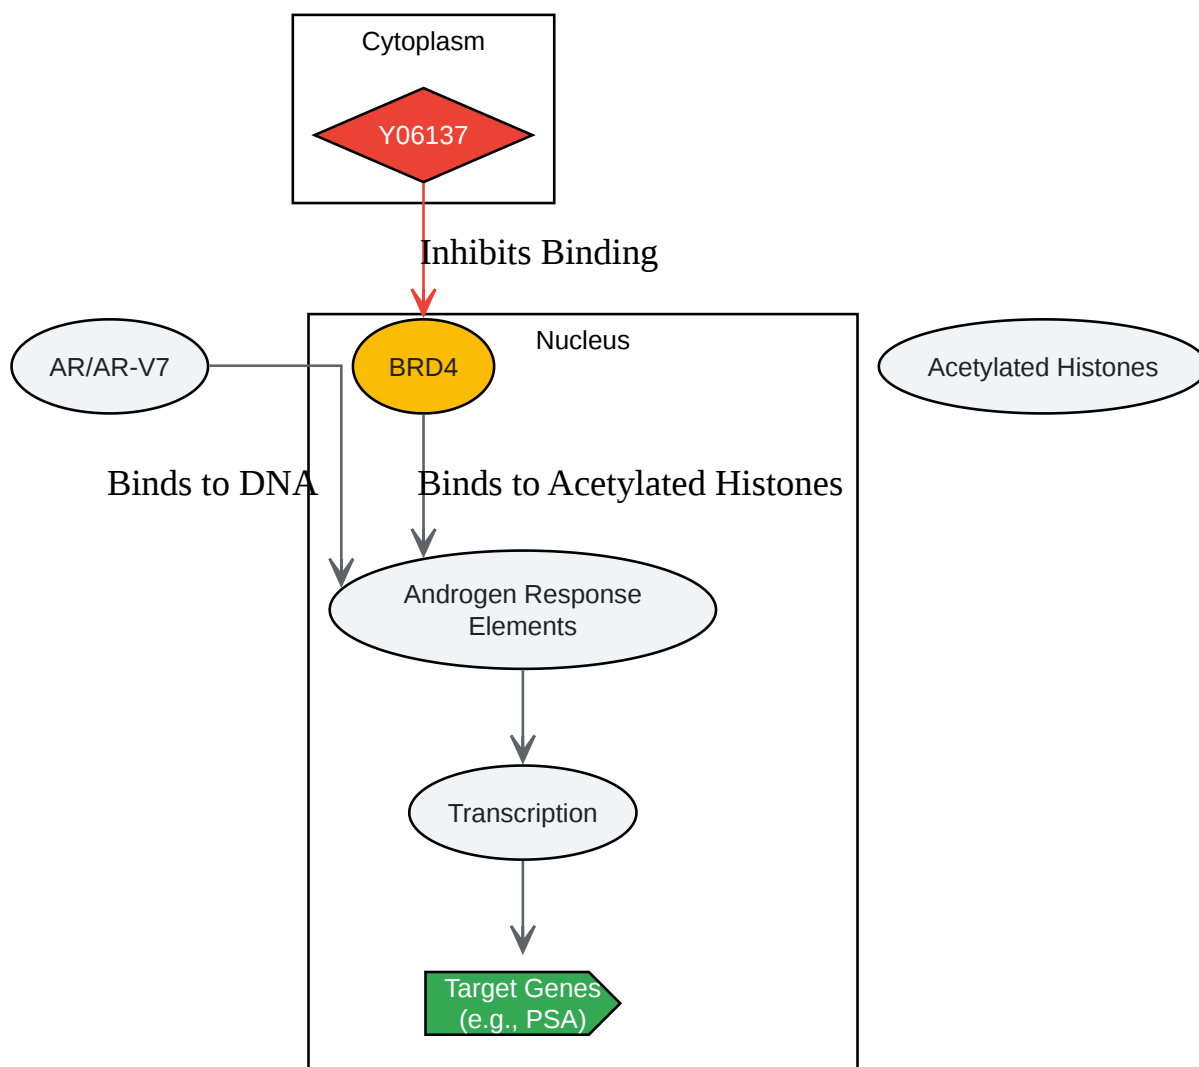 Cytoplasm
Y06137
Inhibits Binding
Nucleus
AR/AR-V7
BRD4
Acetylated Histones
Binds to DNA
Binds to Acetylated Histones
Androgen Response
Elements
Transcription
Target Genes
(e.g., PSA)